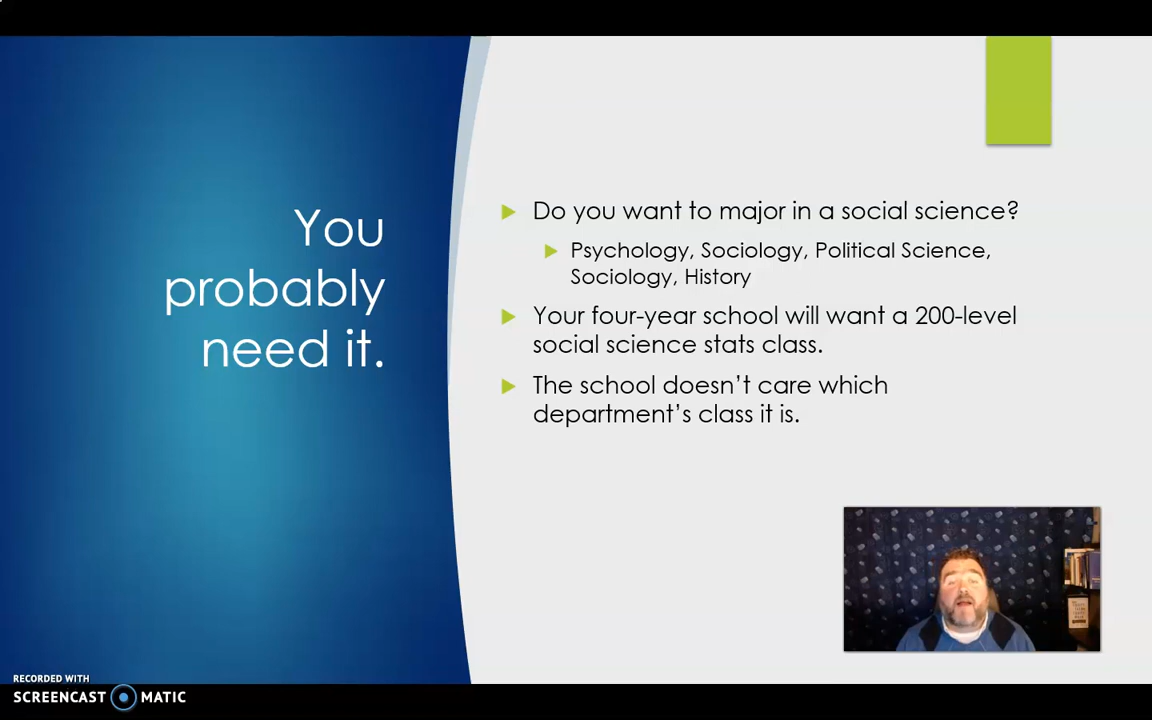 You
probably
need it.
Do you want to major in a social science?
Psychology, Sociology, Political Science,
Sociology, History
Your four-year school will want a 200-level
social science stats class.
The school doesn’t care which
department’s class it is.
RECORDED WITH
SCREENCAST MATIC